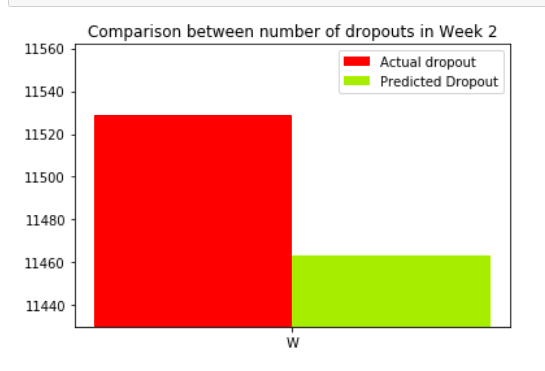 Comparison between number of dropouts in Week 2
11560
11540
11520
11500
11480
11460
11440
Actual dropout
Predicted Dropout
W